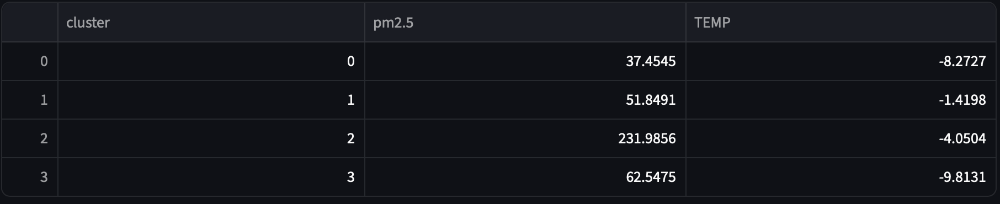 cluster pm2.5 TEMP
0 0 37.4545 -8.2727
1 1 51.8491 -1.4198
2 2 231.9856 -4.0504
3 3 62.5475 -9.8131